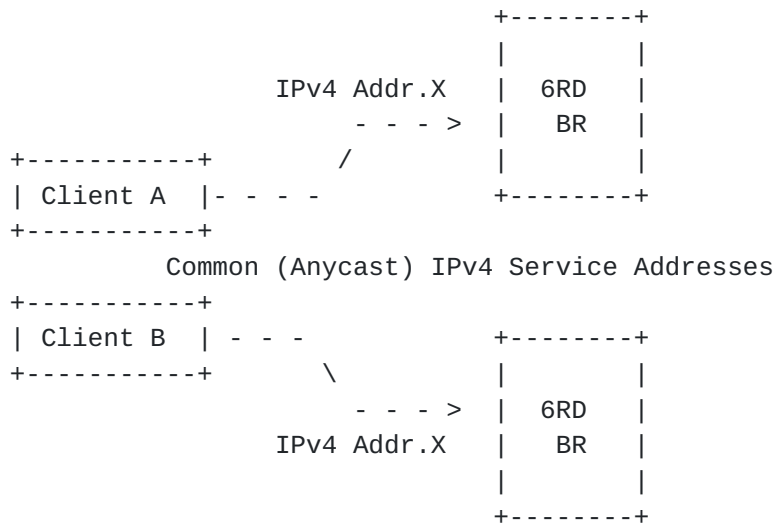 IPv4 Addr.X
6RD
BR
Client A
Common (Anycast) IPv4 Service Addresses
Client B
6RD
IPv4 Addr.X
BR